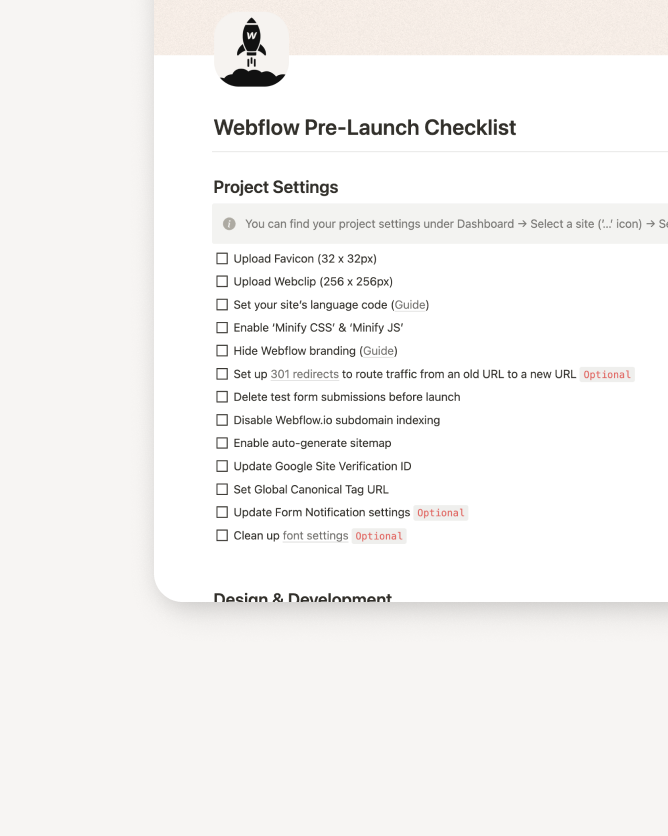 W
Webflow Pre-Launch Checklist
Project Settings
You can find your project settings under Dashboard → Select a site ('...' icon) → Se
Upload Favicon (32 x 32px)
Upload Webclip (256 x 256px)
Set your site's language code (Guide)
Enable ‘Minify CSS’ & ‘Minify JS’
Hide Webflow branding (Guide)
Set up 301 redirects to route traffic from an old URL to a new URL Optional
Delete test form submissions before launch
Disable Webflow.io subdomain indexing
Enable auto-generate sitemap
Update Google Site Verification ID
Set Global Canonical Tag URL
Update Form Notification settings Optional
Clean up font settings Optional
Design & Development